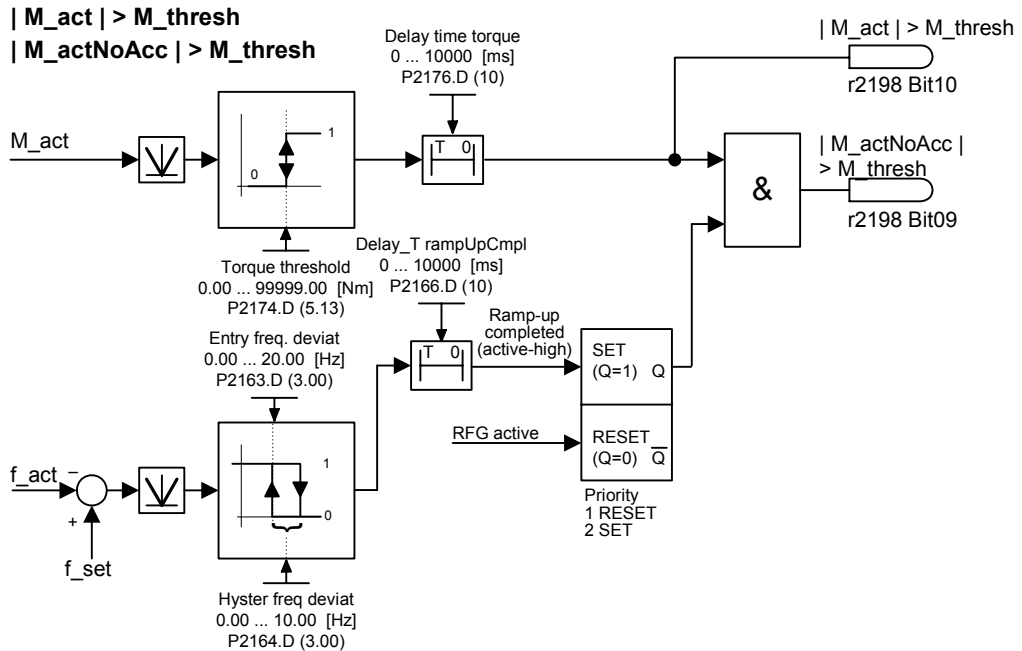 | M_act | > M_thresh
| M_actNoAcc | > M_thresh
Delay time torque
0 ... 10000 [ms]
P2176.D (10)
| M_act | > M_thresh
r2198 Bit10
M_act
1
0
T 0
&
| M_actNoAcc |
> M_thresh
r2198 Bit09
Torque threshold
0.00 ... 99999.00 [Nm]
P2174.D (5.13)
Delay_T rampUpCmpl
0 ... 10000 [ms]
P2166.D (10)
Entry freq. deviat
0.00 ... 20.00 [Hz]
P2163.D (3.00)
T 0
Ramp-up
completed
(active-high)
SET
(Q=1) Q
RFG active
RESET
(Q=0) Q
Priority
1 RESET
2 SET
f_act
–
+
f_set
1
0
Hyster freq deviat
0.00 ... 10.00 [Hz]
P2164.D (3.00)